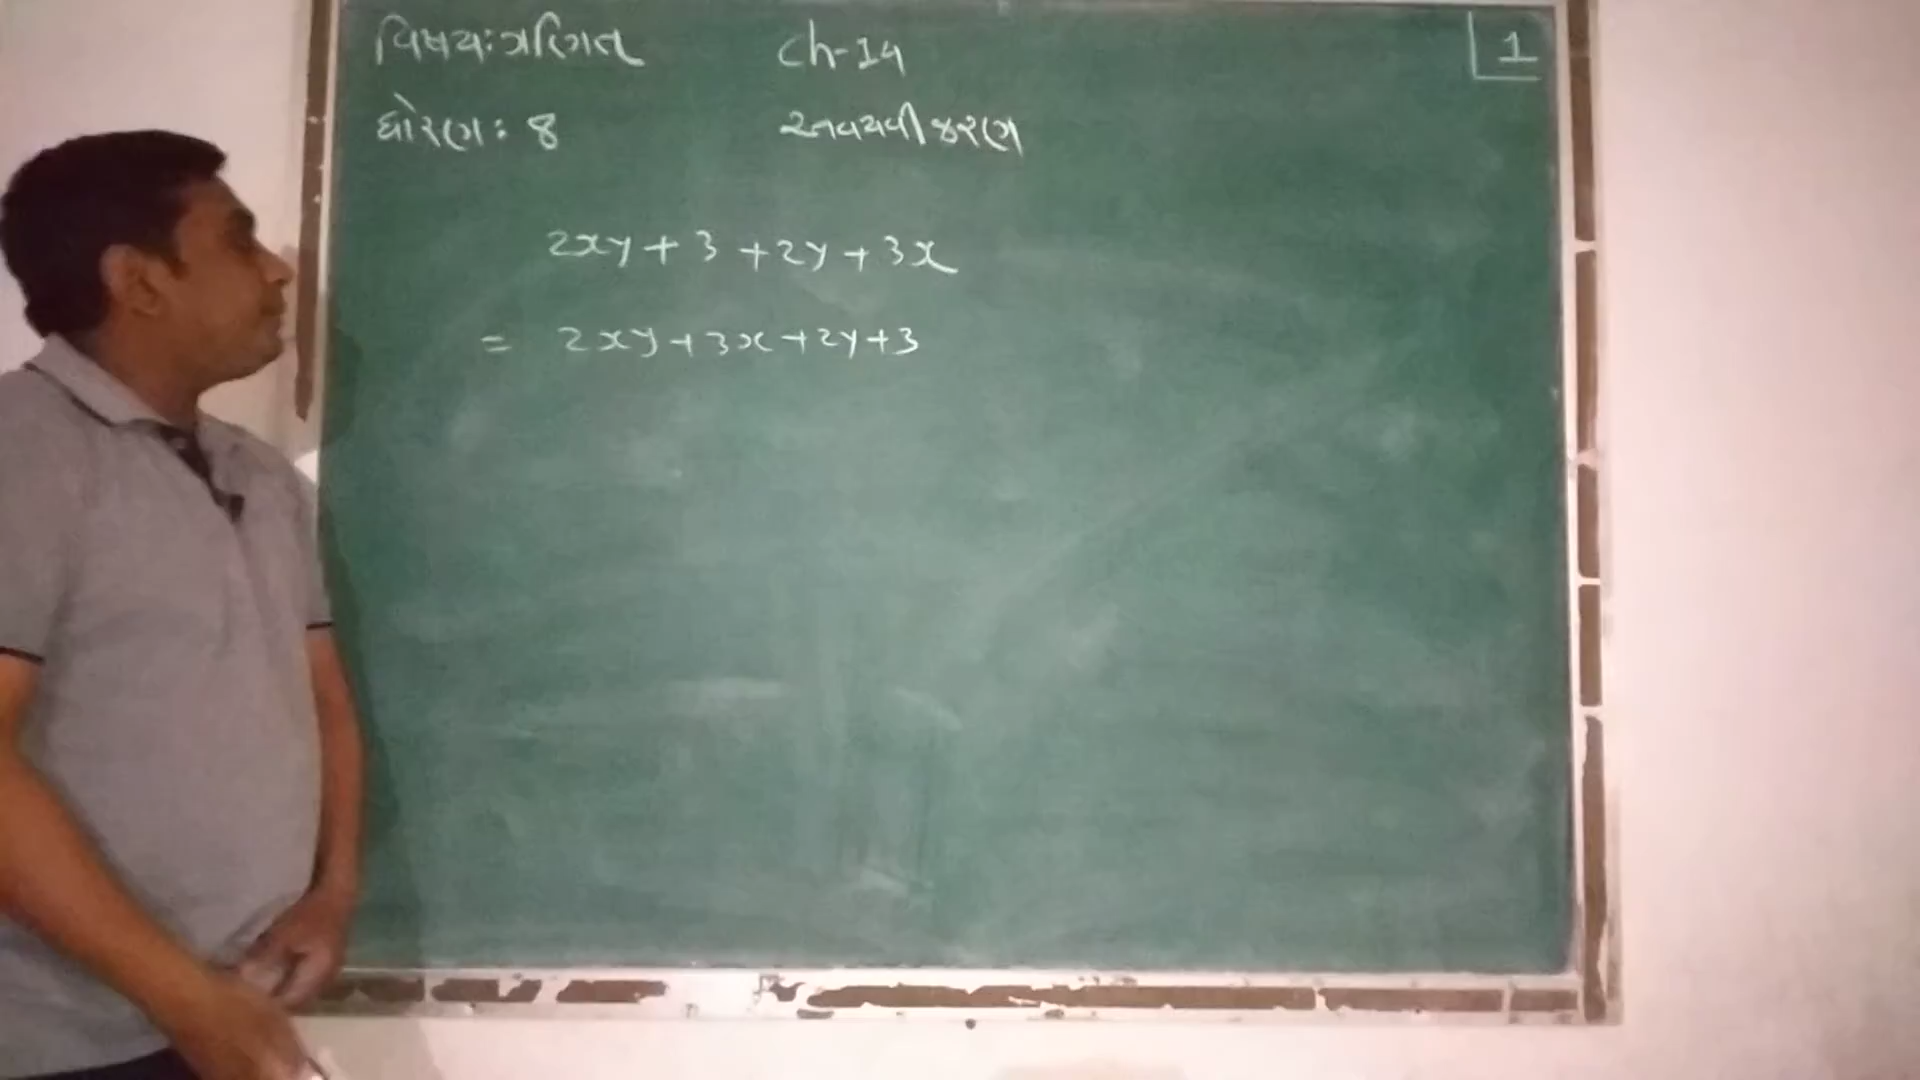 વિષય: ગણિત ch-14 1
ધોરણ: 8 અવયવીકરણ
2xy + 3 + 2y + 3x
= 2xy + 3x + 2y + 3